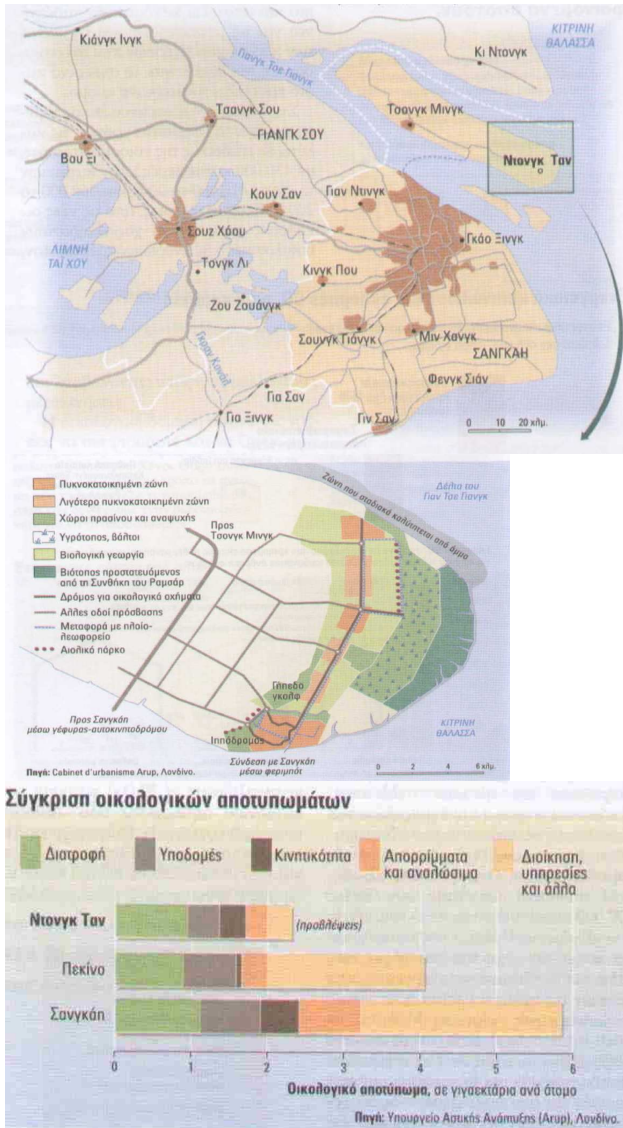 ΚΙΤΡΙΝΗ
ΘΑΛΑΣΣΑ
Κιάνγκ Ινγκ
Κι Ντονγκ
Γιανγκ Τσε Γιανγκ
Τσανγκ Σου
Τσανγκ Μινγκ
ΓΙΑΝΓΚ ΣΟΥ
Βου Ξι
Ντονγκ Ταν
Κουν Σαν
Γιαν Ντινγκ
Σουζ Χάου
Γκάο Ξινγκ
ΛΙΜΝΗ
ΤΑΪ ΧΟΥ
Τονγκ Λι
Κινγκ Που
Ζου Ζουάνγκ
Σουνγκ Τιάνγκ
Μιν Χανγκ
ΣΑΝΓΚΑΗ
Γκραν Κανάλ
Φενγκ Σιάν
Για Σαν
Για Ξινγκ
Γιν Σαν
0 10 20 χλμ.
Πυκνοκατοικημένη ζώνη
Λιγότερο πυκνοκατοικημένη ζώνη
Χώροι πρασίνου και αναψυχής
Υγρότοπος, βάλτοι
Βιολογική γεωργία
Βιότοπος προστατευόμενος
από τη Συνθήκη του Ραμσάρ
Δρόμος για οικολογικά οχήματα
Αλλες οδοί πρόσβασης
Μεταφορά με πλοίο-
λεωφορείο
Αιολικό πάρκο
Ζώνη που σταδιακά καλύπτεται από άμμο
Δέλτα του
Γιαν Τσε Γιανγκ
Προς
Τσονγκ Μινγκ
Γήπεδο
γκολφ
Προς Σανγκάη
μέσω γέφυρας-αυτοκινητοδρόμου
Ιππόδρομος
ΚΙΤΡΙΝΗ
ΘΑΛΑΣΣΑ
Σύνδεση με Σανγκάη
μέσω φεριμπότ
Πηγή: Cabinet d'urbanisme Arup, Λονδίνο.
0 2 4 6 χλμ.
Σύγκριση οικολογικών αποτυπωμάτων
Διατροφή
Υποδομές
Κινητικότητα
Απορρίμματα
και αναλώσιμα
Διοίκηση,
υπηρεσίες
και άλλα
Ντονγκ Ταν
(προβλέψεις)
Πεκίνο
Σανγκάη
0 1 2 3 4 5 6
Οικολογικό αποτύπωμα, σε γιγαεκτάρια ανά άτομο
Πηγή: Υπουργείο Αστικής Ανάπτυξης (Arup), Λονδίνο.